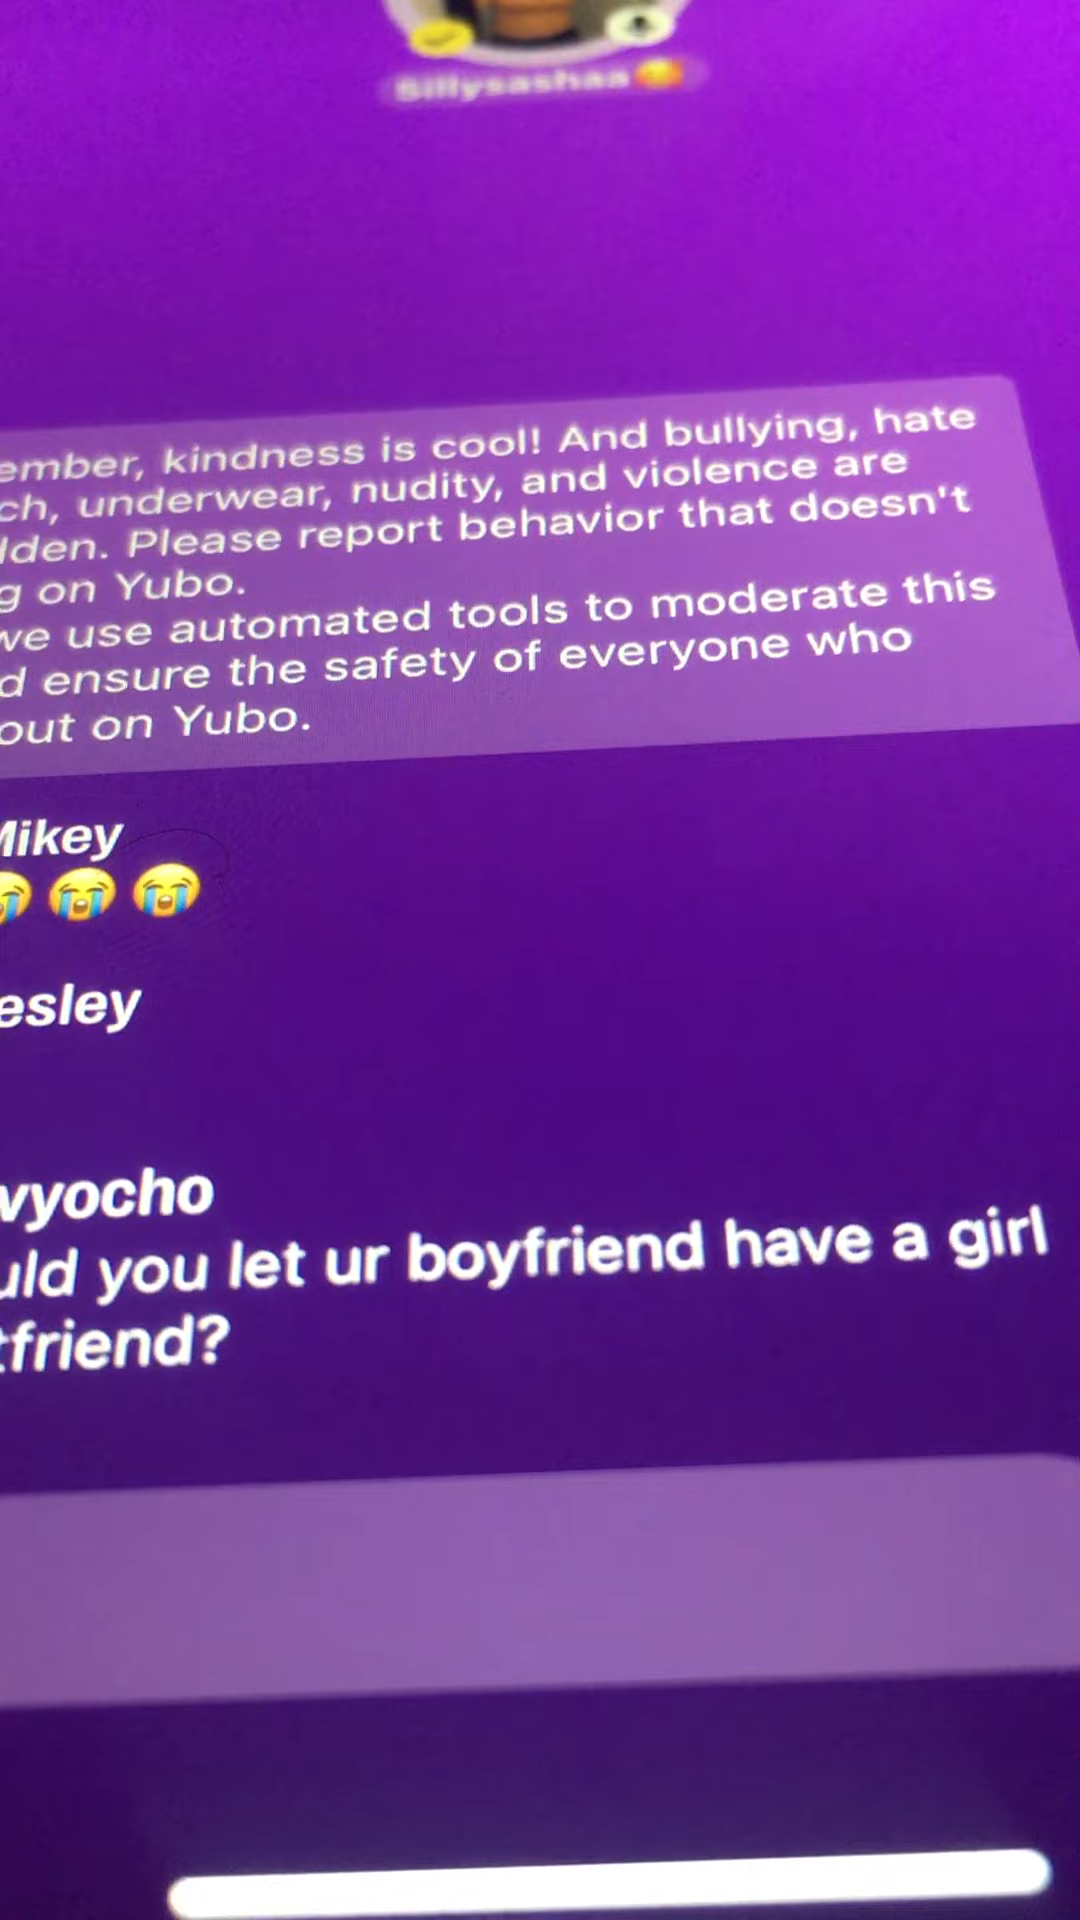 Sillysashaa🥰
ember, kindness is cool! And bullying, hate
ch, underwear, nudity, and violence are
dden. Please report behavior that doesn't
g on Yubo.
we use automated tools to moderate this
d ensure the safety of everyone who
out on Yubo.
Mikey
😭😭😭
esley
vyocho
uld you let ur boyfriend have a girl
tfriend?